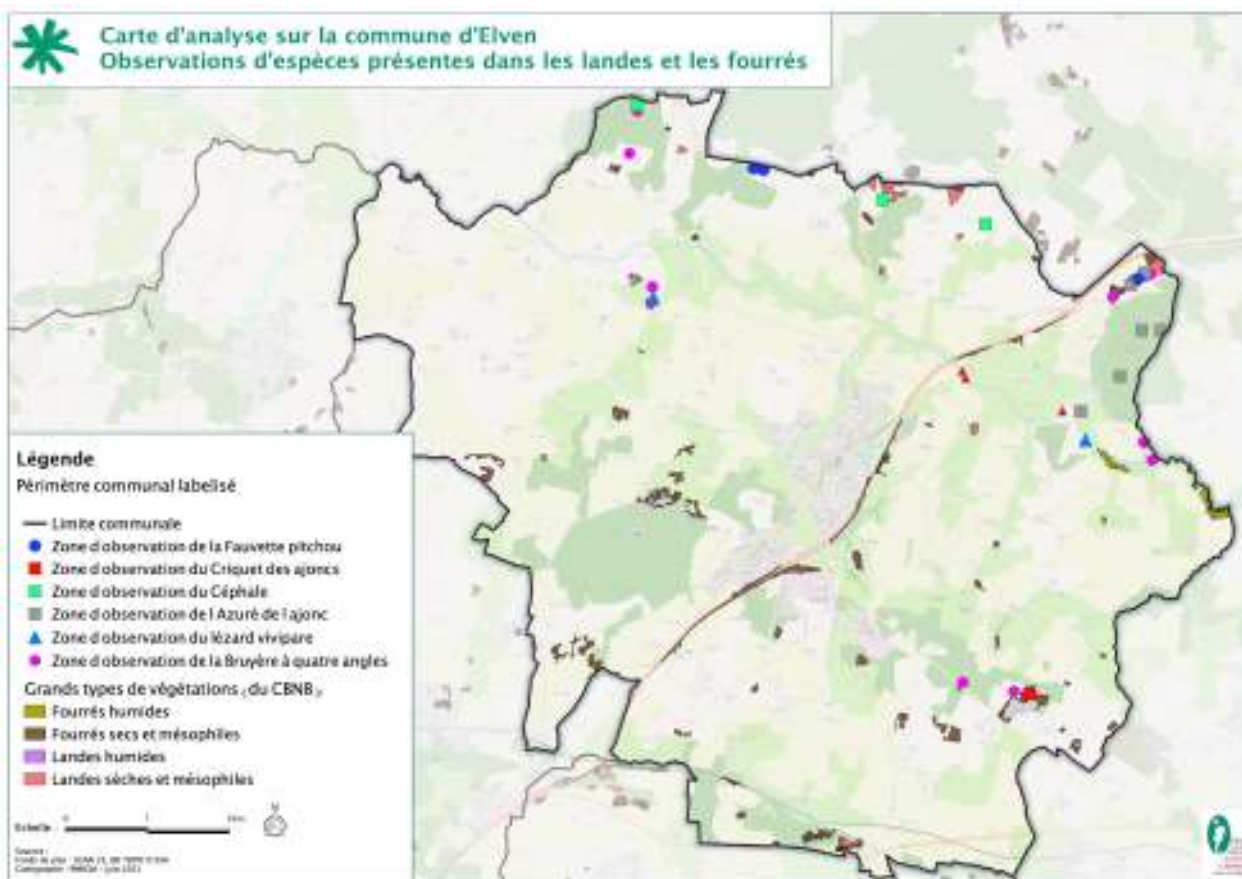 Carte d'analyse sur la commune d'Elven
Observations d'espèces présentes dans les landes et les fourrés
Légende
Périmètre communal labelisé
Limite communale
Zone d observation de la Fauvette pitchou
Zone d observation du Criquet des ajoncs
Zone d observation du Céphale
Zone d observation de l Azuré de l ajonc
Zone d observation du lézard vivipare
Zone d observation de la Bruyère à quatre angles
Grands types de végétations ( du CBNB )
Fourrés humides
Fourrés secs et mésophiles
Landes humides
Landes sèches et mésophiles
Echelle
0 1
N